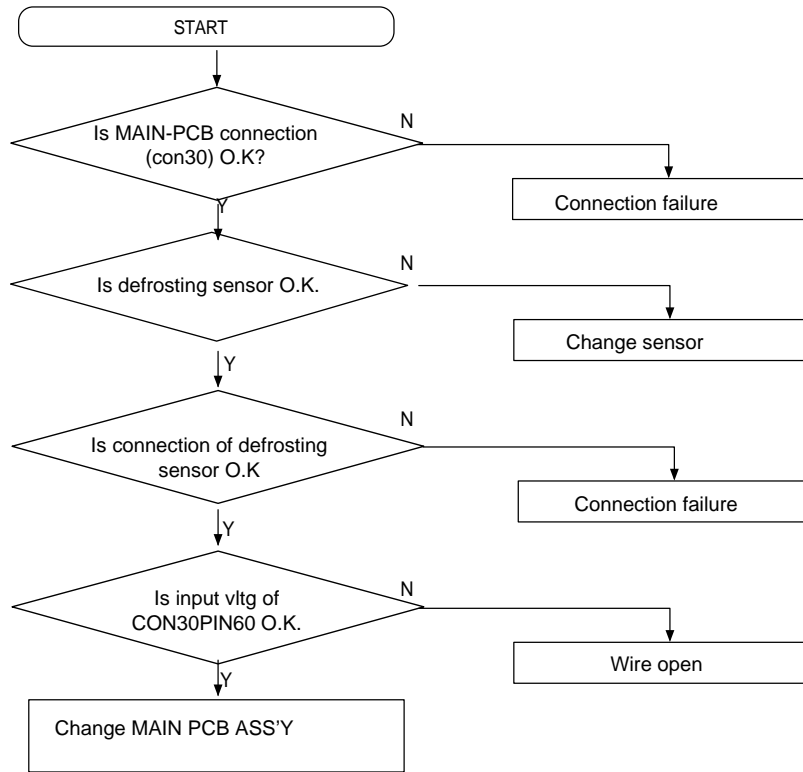 START
Is MAIN-PCB connection
(con30) O.K?
N
Connection failure
Y
Is defrosting sensor O.K.
N
Change sensor
Y
Is connection of defrosting
sensor O.K
N
Connection failure
Y
Is input vltg of
CON30PIN60 O.K.
N
Wire open
Y
Change MAIN PCB ASS'Y